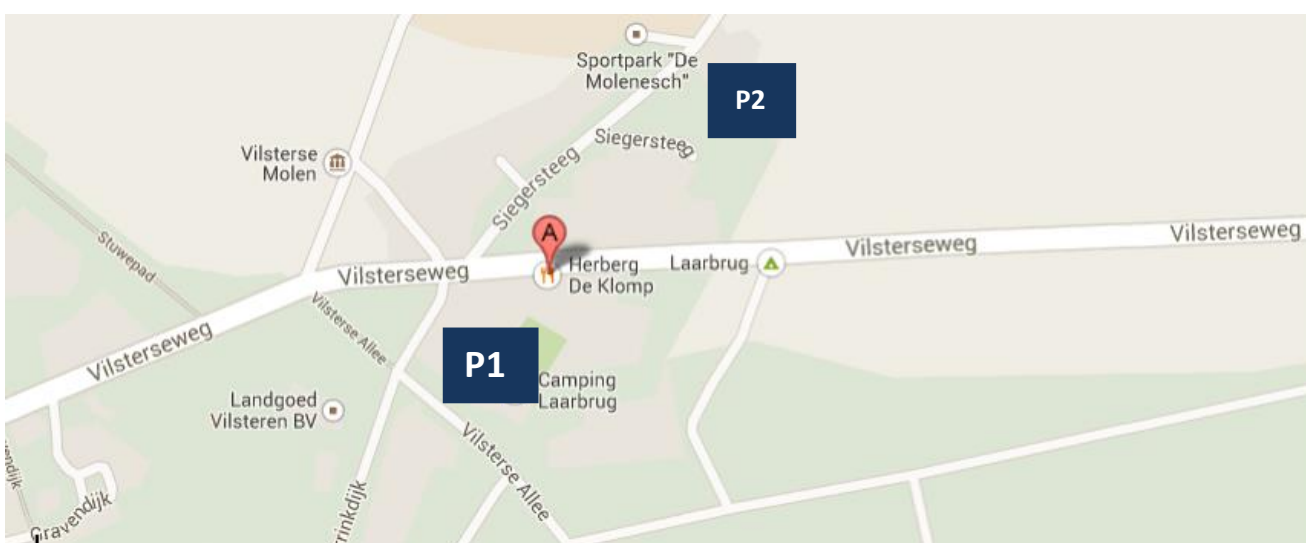 Sportpark "De
Molenesch"
P2
Siegersteeg
Vilsterse
Molen
Siegersteeg
Stuwepad
A
Vilsterseweg
Herberg
De Klomp
Laarbrug
Vilsterseweg
Vilsterseweg
Vilsterseweg
Vilsterse Allee
P1
Camping
Laarbrug
Landgoed
Vilsteren BV
Vilsterse Allee
Gravendijk